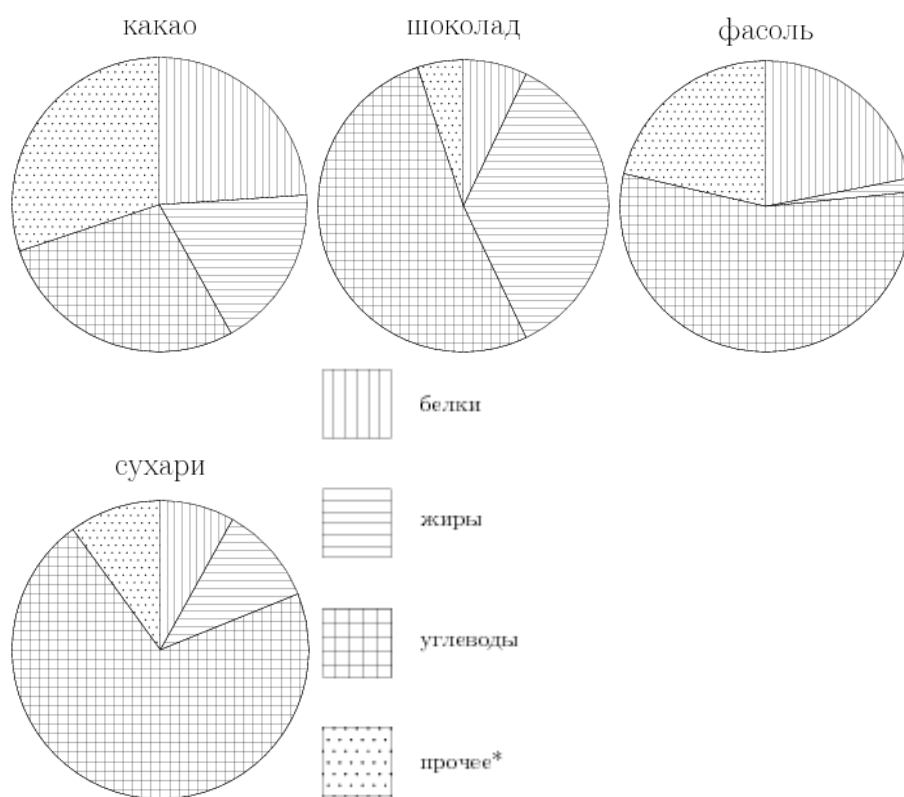 какао
шоколад
фасоль
белки
сухари
жиры
углеводы
прочее*